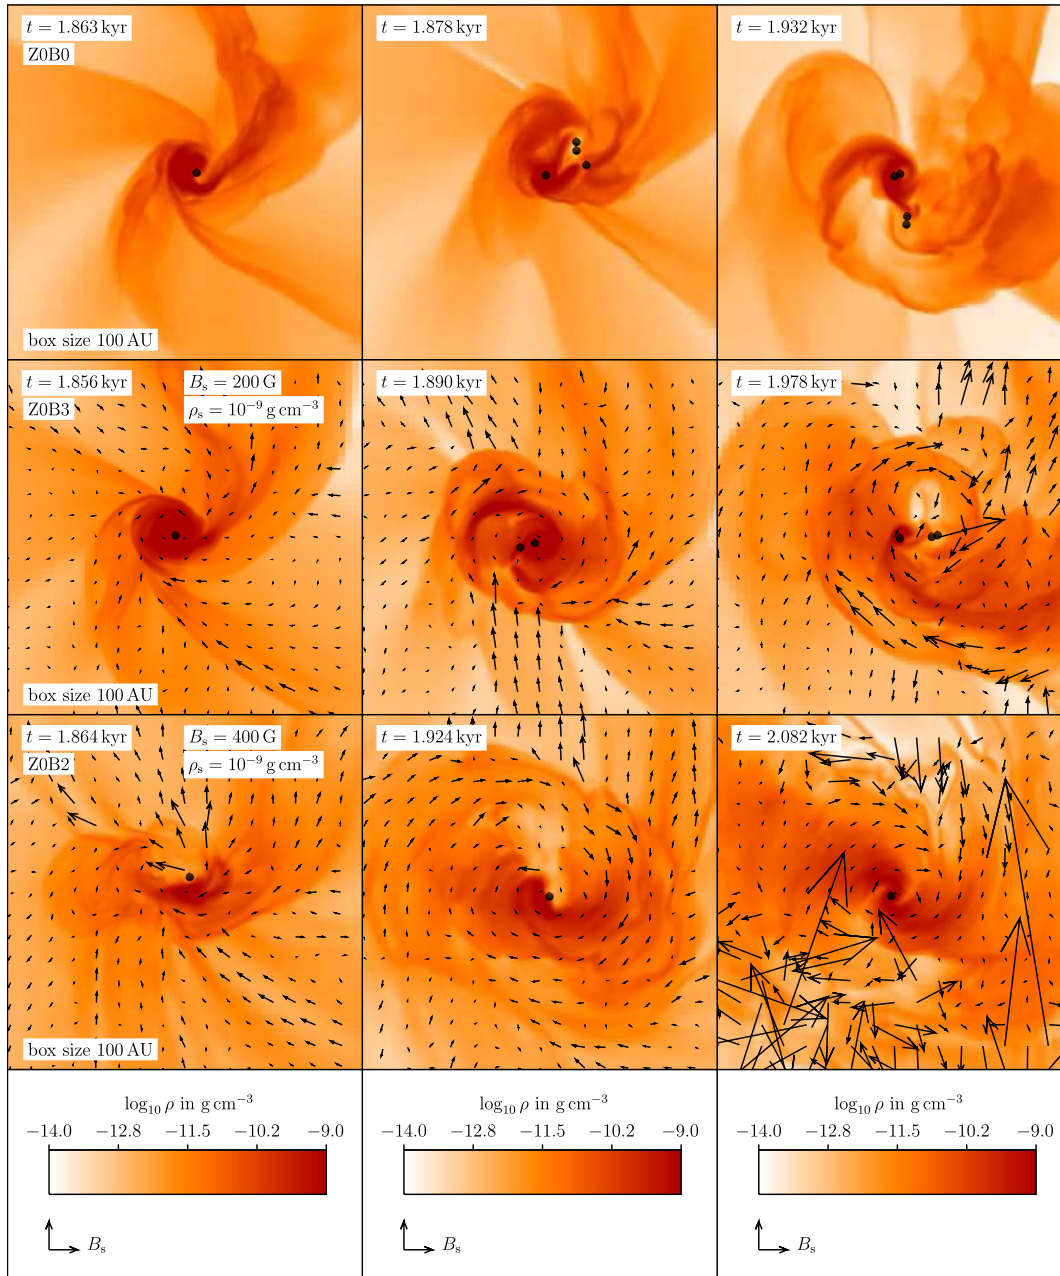 t = 1.863 kyr
Z0B0
box size 100 AU
t = 1.878 kyr
t = 1.932 kyr
t = 1.856 kyr
Z0B3
B_s = 200 G
ρ_s = 10^−9 g cm^−3
box size 100 AU
t = 1.890 kyr
t = 1.978 kyr
t = 1.864 kyr
Z0B2
B_s = 400 G
ρ_s = 10^−9 g cm^−3
box size 100 AU
t = 1.924 kyr
t = 2.082 kyr
log_10 ρ in g cm^−3
−14.0 −12.8 −11.5 −10.2 −9.0
B_s
log_10 ρ in g cm^−3
−14.0 −12.8 −11.5 −10.2 −9.0
B_s
log_10 ρ in g cm^−3
−14.0 −12.8 −11.5 −10.2 −9.0
B_s